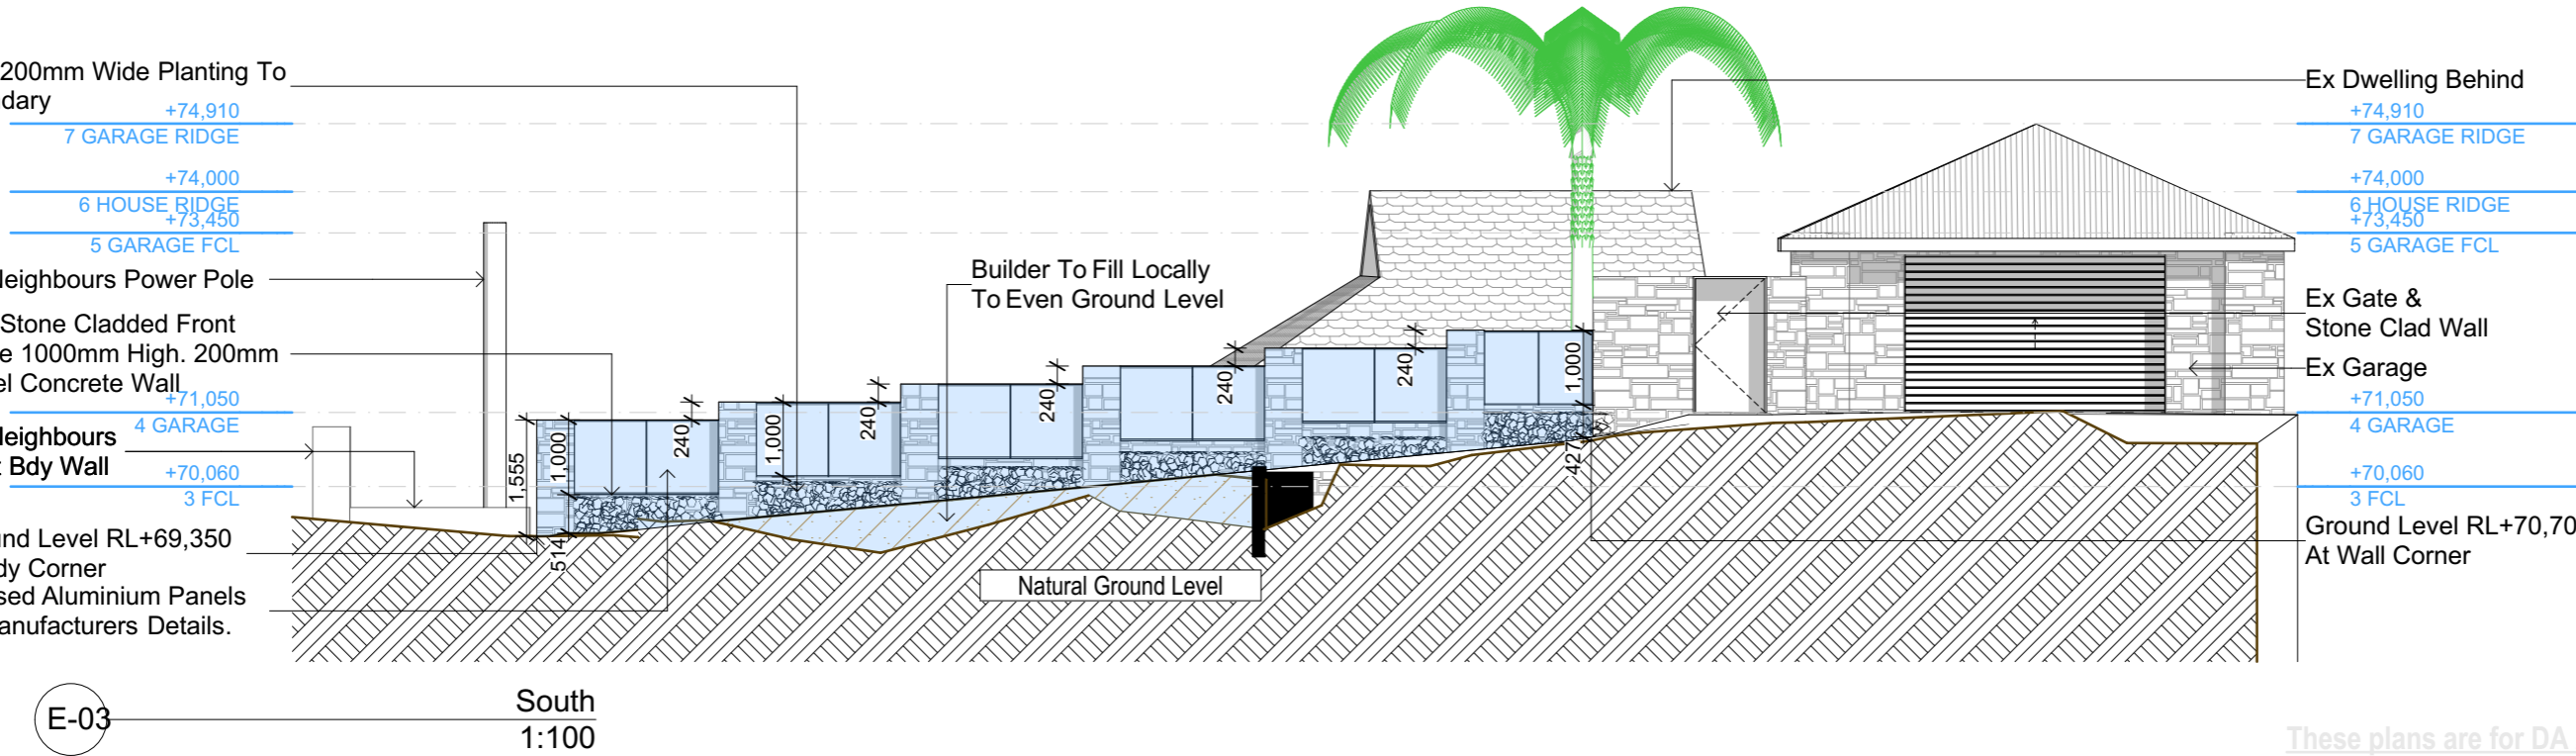 200mm Wide Planting To
dary
+74,910
7 GARAGE RIDGE
+74,000
6 HOUSE RIDGE
+73,450
5 GARAGE FCL
Neighbours Power Pole
Stone Cladded Front
e 1000mm High. 200mm
el Concrete Wall
+71,050
4 GARAGE
Neighbours
t Bdy Wall
+70,060
3 FCL
und Level RL+69,350
dy Corner
sed Aluminium Panels
anufacturers Details.
Builder To Fill Locally
To Even Ground Level
1,555
1,000
514
240
1,000
240
240
240
240
1,000
427
Natural Ground Level
Ex Dwelling Behind
+74,910
7 GARAGE RIDGE
+74,000
6 HOUSE RIDGE
+73,450
5 GARAGE FCL
Ex Gate &
Stone Clad Wall
Ex Garage
+71,050
4 GARAGE
+70,060
3 FCL
Ground Level RL+70,70
At Wall Corner
E-03
South
1:100
These plans are for DA